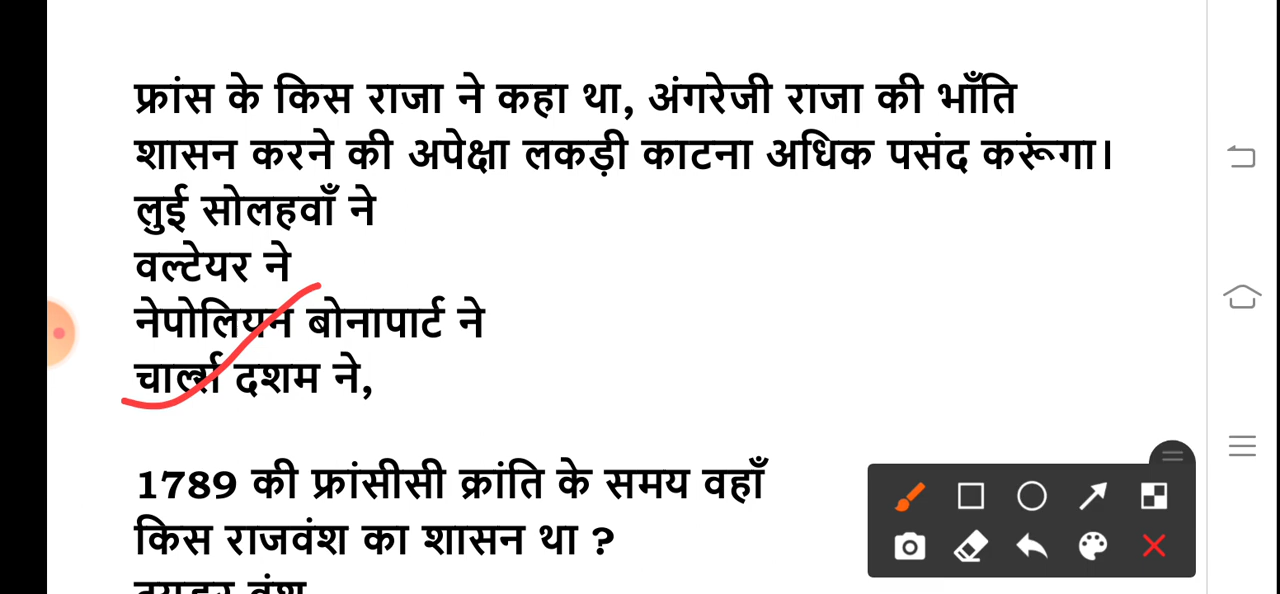 फ्रांस के किस राजा ने कहा था, अंगरेजी राजा की भाँति
शासन करने की अपेक्षा लकड़ी काटना अधिक पसंद करूंगा।
लुई सोलहवाँ ने
वल्टेयर ने
नेपोलियन बोनापार्ट ने
चार्ल्स दशम ने,
1789 की फ्रांसीसी क्रांति के समय वहाँ
किस राजवंश का शासन था ?